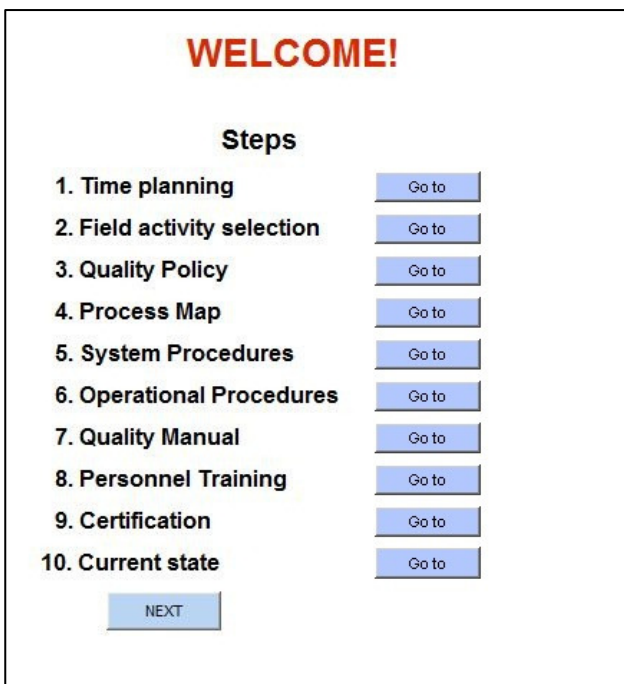 WELCOME!
Steps
1. Time planning Go to
2. Field activity selection Go to
3. Quality Policy Go to
4. Process Map Go to
5. System Procedures Go to
6. Operational Procedures Go to
7. Quality Manual Go to
8. Personnel Training Go to
9. Certification Go to
10. Current state Go to
NEXT